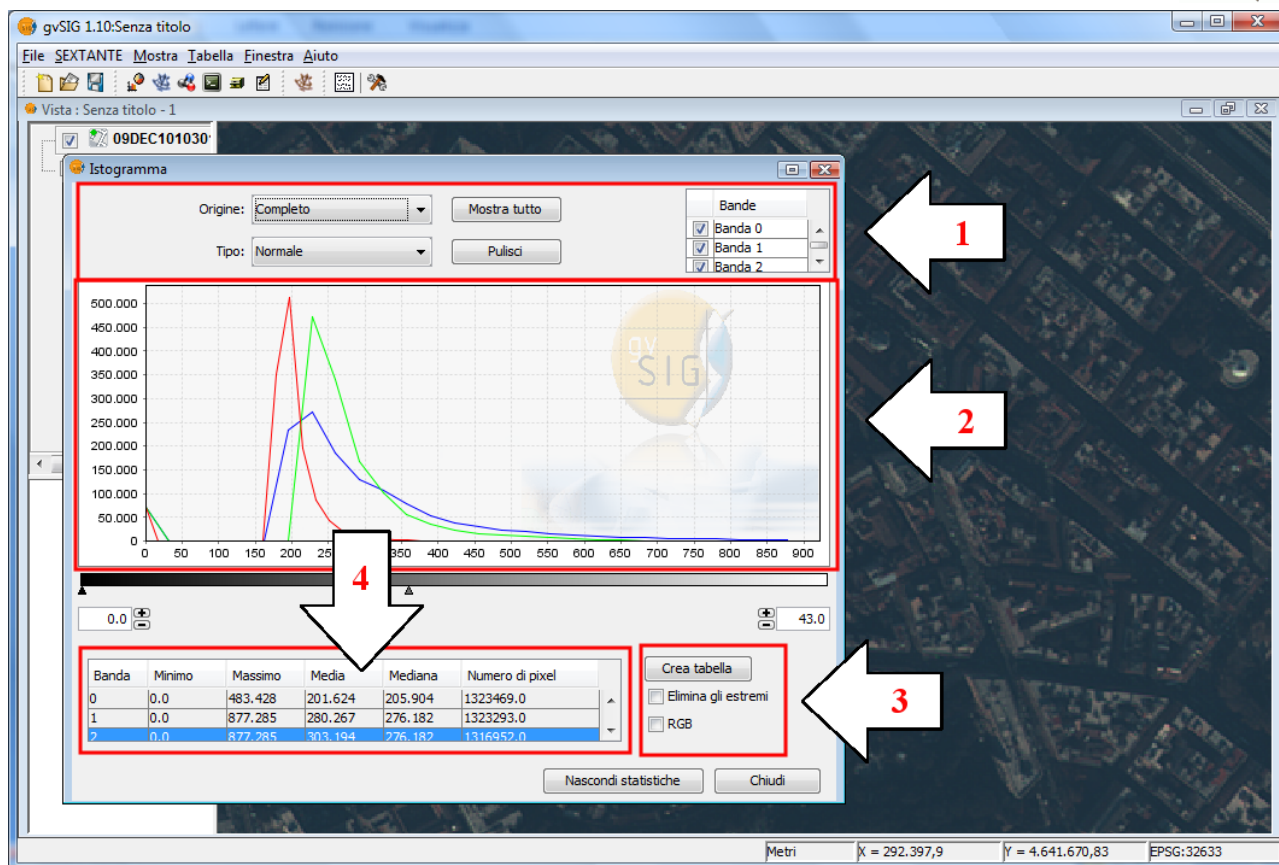 gvSIG 1.10:Senza titolo
File SEXTANTE Mostra Tabella Finestra Aiuto
Vista : Senza titolo - 1
09DEC101030
Istogramma
Origine: Completo
Mostra tutto
Tipo: Normale
Pulisci
Bande
Banda 0
Banda 1
Banda 2
1
500.000
450.000
400.000
350.000
300.000
250.000
200.000
150.000
100.000
50.000
0
gv
SIG
2
0 50 100 150 200 350 400 450 500 550 600 650 700 750 800 850 900
4
0.0
43.0
Banda Minimo Massimo Media Mediana Numero di pixel
0 0.0 483.428 201.624 205.904 1323469.0
1 0.0 877.285 280.267 276.182 1323293.0
2 0.0 877.285 303.194 276.182 1316952.0
Crea tabella
Elimina gli estremi
RGB
3
Nascondi statistiche
Chiudi
Metri X = 292.397,9 Y = 4.641.670,83 EPSG:32633